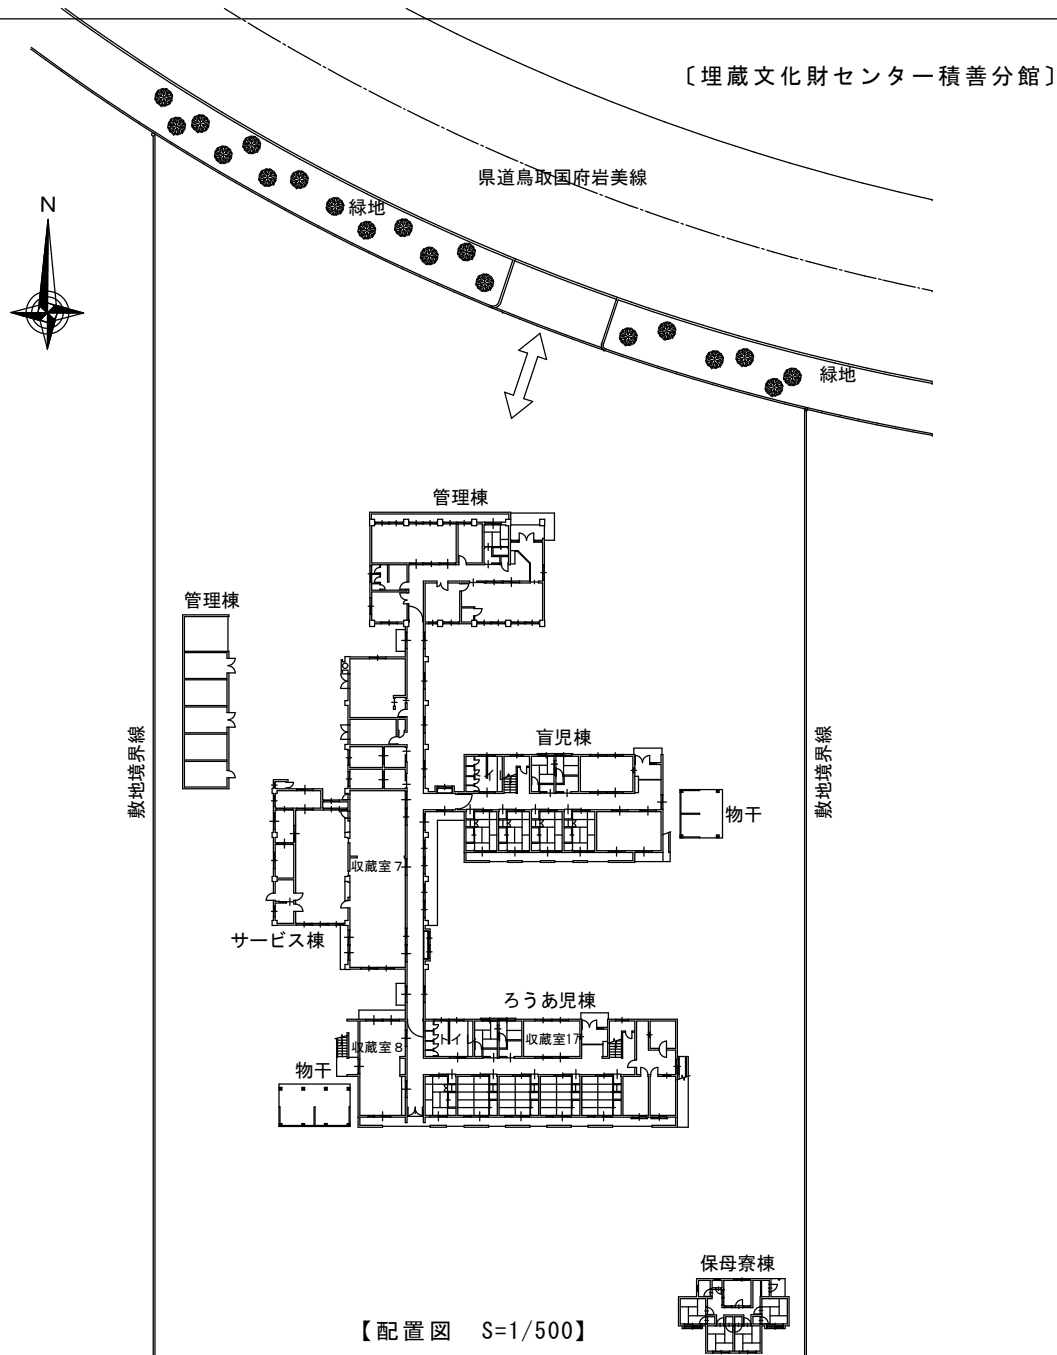 〔埋蔵文化財センター積善分館〕
県道鳥取国府岩美線
N
緑地
緑地
管理棟
管理棟
敷地境界線
敷地境界線
盲児棟
トイレ
物干
収蔵室7
サービス棟
ろうあ児棟
トイレ
収蔵室17
収蔵室8
物干
保母寮棟
【配置図 S=1/500】